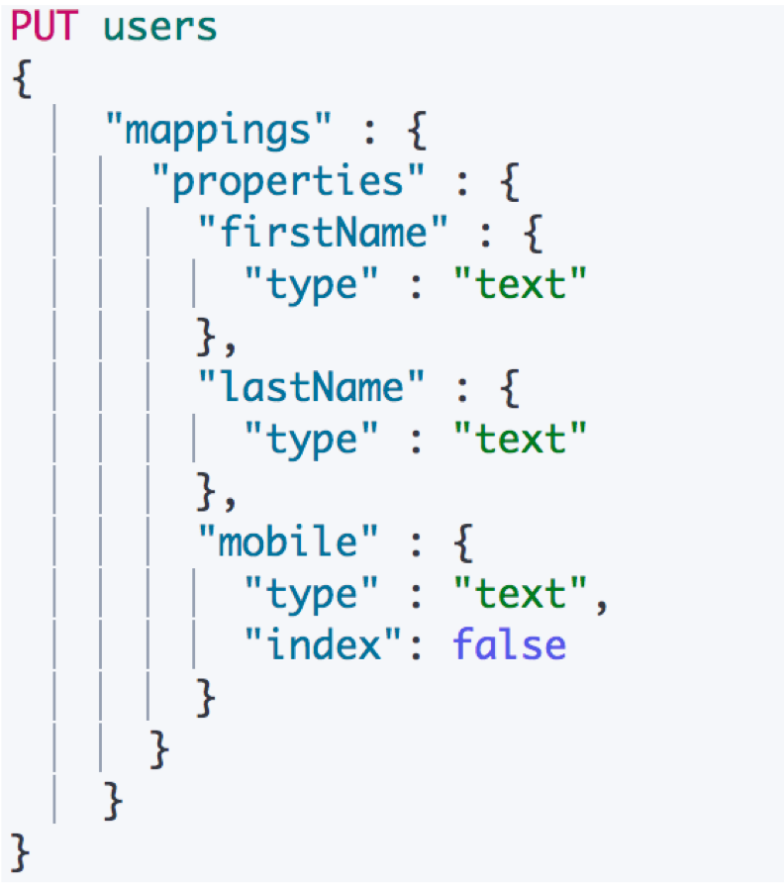 PUT users
{
"mappings" : {
"properties" : {
"firstName" : {
"type" : "text"
},
"lastName" : {
"type" : "text"
},
"mobile" : {
"type" : "text",
"index": false
}
}
}
}